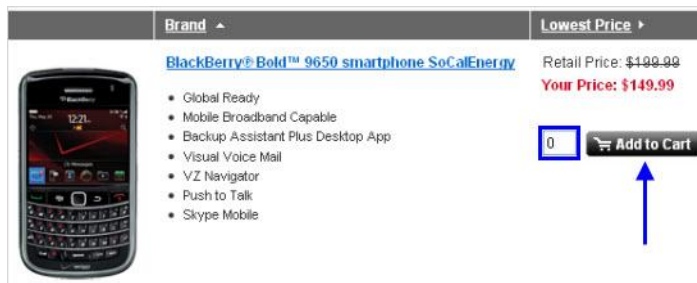 Brand
Lowest Price
BlackBerry® Bold™ 9650 smartphone SoCalEnergy
Retail Price: $199.99
Your Price: $149.99
• Global Ready
• Mobile Broadband Capable
• Backup Assistant Plus Desktop App
• Visual Voice Mail
• VZ Navigator
• Push to Talk
• Skype Mobile
0
Add to Cart
12:21